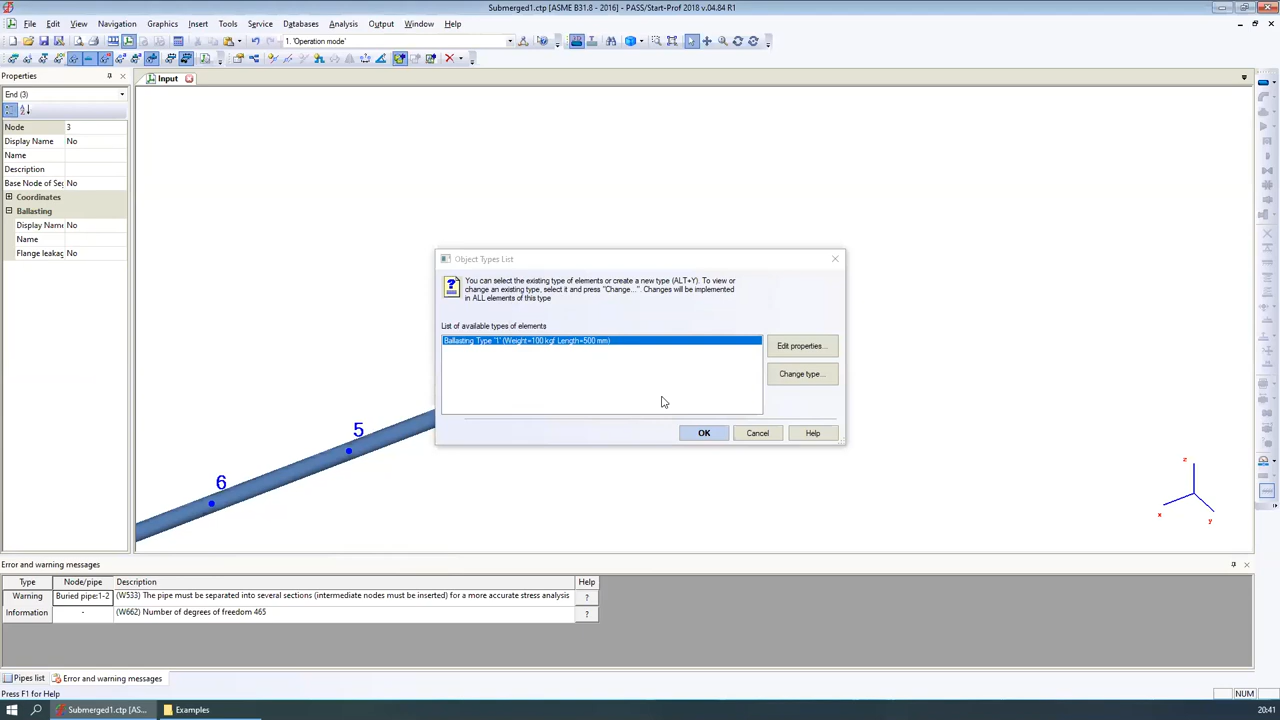 Submerged1.ctp [ASME B31.8 - 2016] - PASS/Start-Prof 2018 v.04.84 R1
File Edit View Navigation Graphics Insert Tools Service Databases Analysis Output Window Help
1. 'Operation mode'
Properties
Input
End (3)
Node 3
Display Name No
Name
Description
Base Node of Seg No
Coordinates
Ballasting
Display Name No
Name
Flange leakag No
Object Types List
You can select the existing type of elements or create a new type (ALT+Y). To view or
change an existing type, select it and press "Change...". Changes will be implemented
in ALL elements of this type
List of available types of elements
Ballasting Type "1" (Weight=100 kgf Length=500 mm)
Edit properties...
Change type...
OK Cancel Help
5
6
z
x
y
Error and warning messages
Type Node/pipe Description Help
Warning Buried pipe:1-2 (W533) The pipe must be separated into several sections (intermediate nodes must be inserted) for a more accurate stress analysis ?
Information - (W662) Number of degrees of freedom 465 ?
Pipes list Error and warning messages
Press F1 for Help
NUM
Submerged1.ctp [AS... Examples 20:41